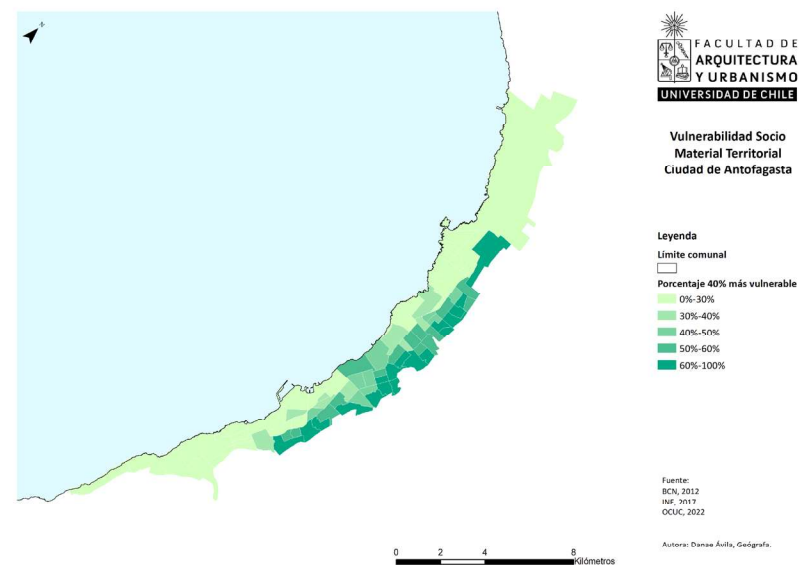 FACULTAD DE
ARQUITECTURA
Y URBANISMO
UNIVERSIDAD DE CHILE
Vulnerabilidad Socio
Material Territorial
Ciudad de Antofagasta
Leyenda
Límite comunal
Porcentaje 40% más vulnerable
0%-30%
30%-40%
40%-50%
50%-60%
60%-100%
Fuente:
BCN, 2012
INE, 2017
OCUC, 2022
Autora: Danae Ávila, Geógrafa.
0 2 4 8
Kilómetros